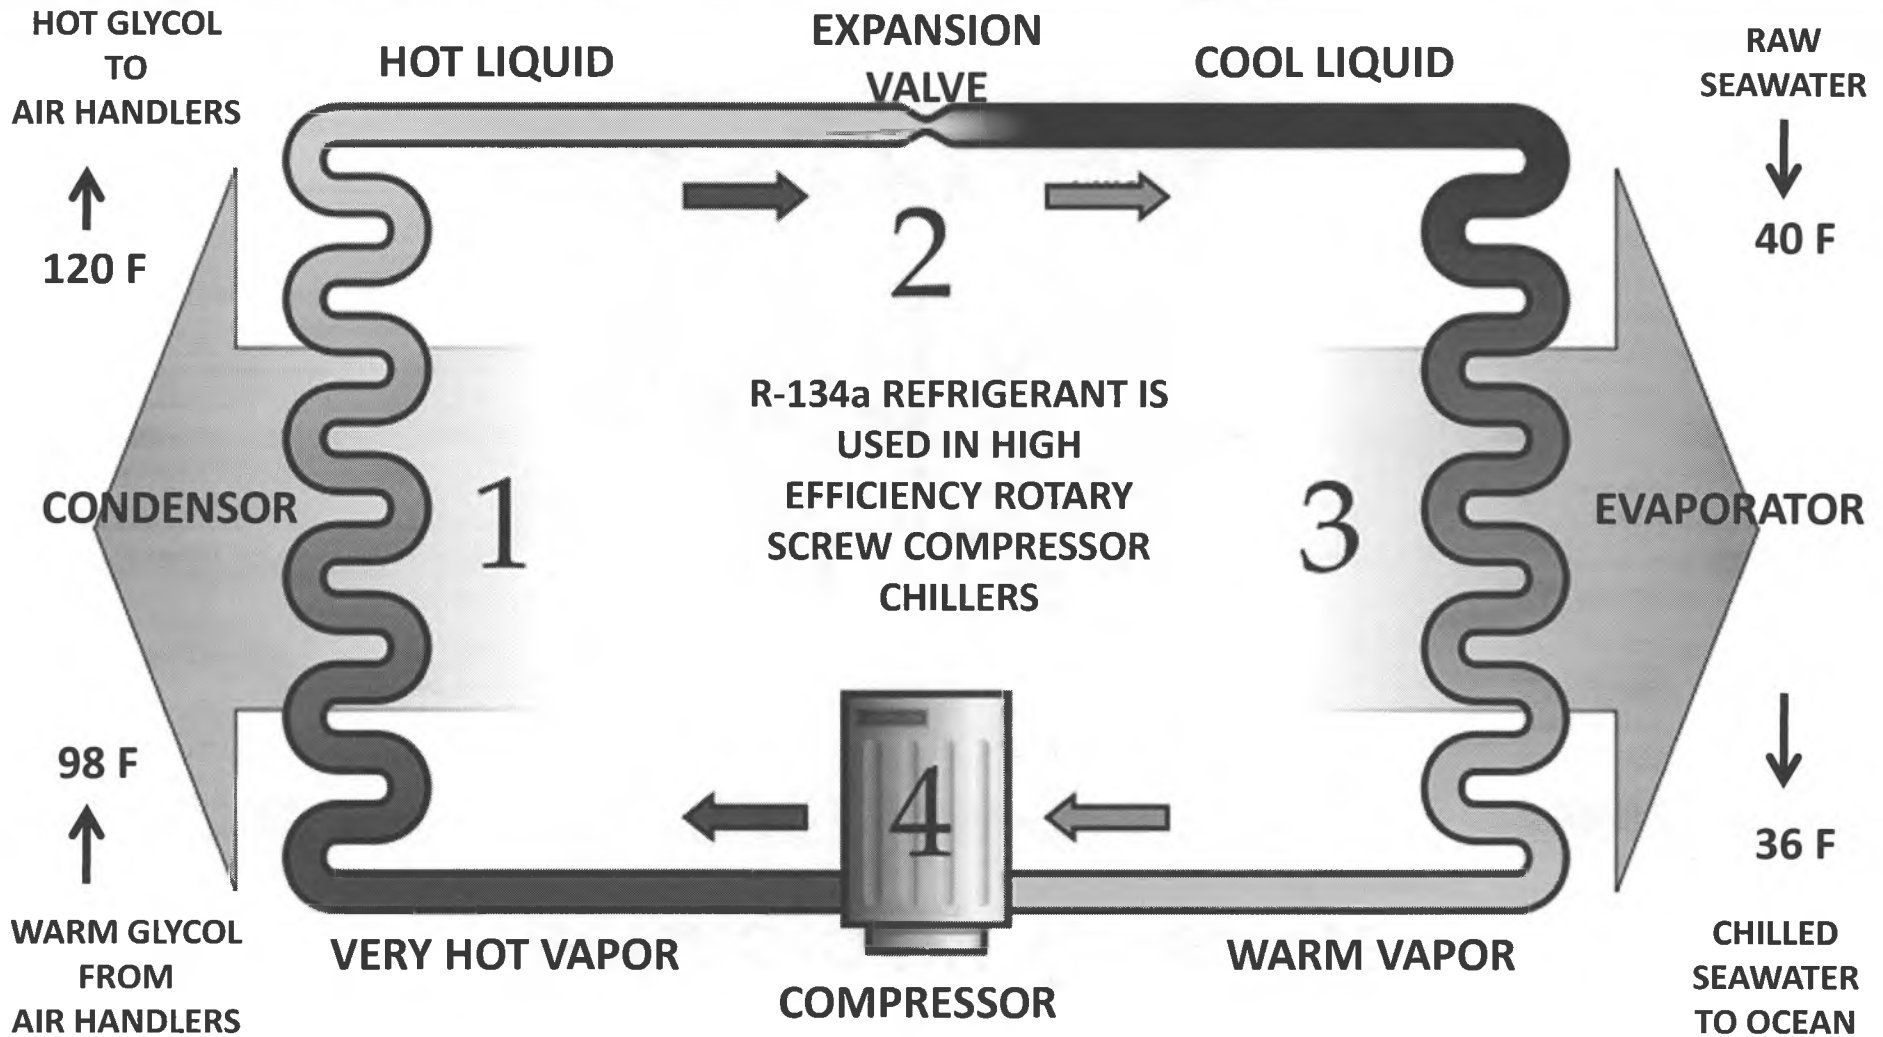 HOT GLYCOL
TO
AIR HANDLERS
120 F
HOT LIQUID
EXPANSION
VALVE
COOL LIQUID
RAW
SEAWATER
40 F
2
R-134a REFRIGERANT IS
USED IN HIGH
EFFICIENCY ROTARY
SCREW COMPRESSOR
CHILLERS
CONDENSOR
1
3
EVAPORATOR
98 F
WARM GLYCOL
FROM
AIR HANDLERS
VERY HOT VAPOR
4
COMPRESSOR
WARM VAPOR
36 F
CHILLED
SEAWATER
TO OCEAN